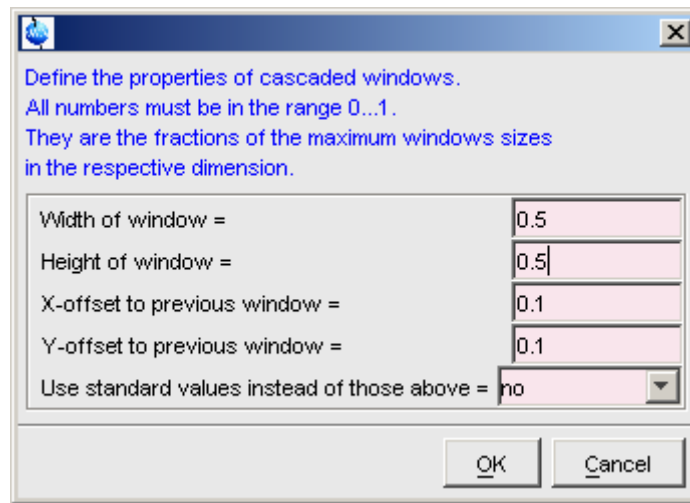 Define the properties of cascaded windows.
All numbers must be in the range 0...1.
They are the fractions of the maximum windows sizes
in the respective dimension.
Width of window = 0.5
Height of window = 0.5
X-offset to previous window = 0.1
Y-offset to previous window = 0.1
Use standard values instead of those above = no
OK Cancel